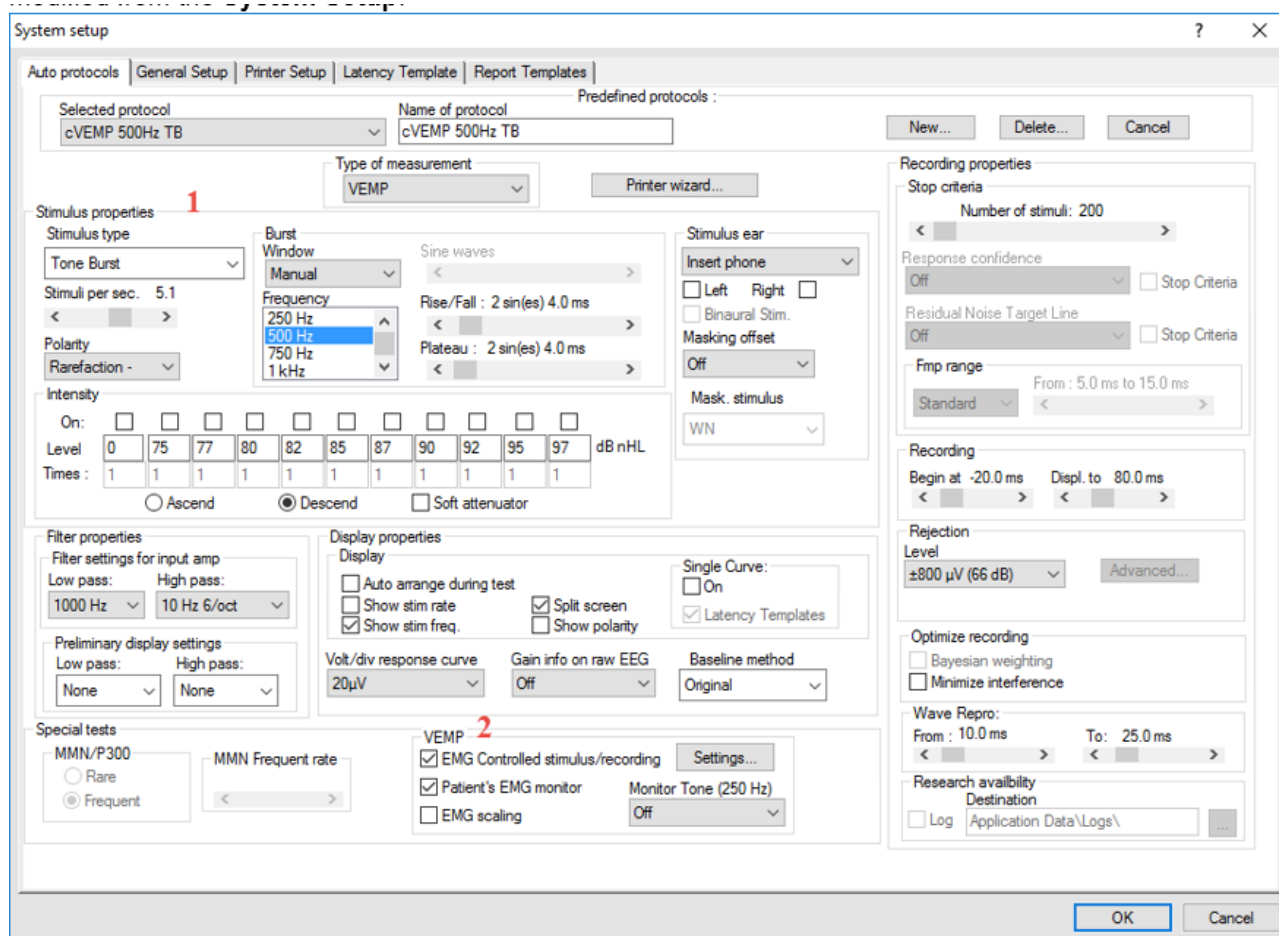 modified from the System Setup.
System setup
? X
Auto protocols General Setup Printer Setup Latency Template Report Templates
Predefined protocols :
Selected protocol
Name of protocol
cVEMP 500Hz TB
cVEMP 500Hz TB
New... Delete... Cancel
Type of measurement
VEMP
Printer wizard...
1
Stimulus properties
Stimulus type
Tone Burst
Stimuli per sec. 5.1
Polarity
Rarefaction -
Burst
Window
Manual
Frequency
250 Hz
500 Hz
750 Hz
1 kHz
Sine waves
Rise/Fall : 2 sin(es) 4.0 ms
Plateau : 2 sin(es) 4.0 ms
Stimulus ear
Insert phone
Left Right
Binaural Stim.
Masking offset
Off
Mask. stimulus
WN
Intensity
On:
Level 0 75 77 80 82 85 87 90 92 95 97 dB nHL
Times : 1 1 1 1 1 1 1 1 1 1 1
Ascend Descend Soft attenuator
Filter properties
Filter settings for input amp
Low pass: High pass:
1000 Hz 10 Hz 6/oct
Preliminary display settings
Low pass: High pass:
None None
Display properties
Display
Auto arrange during test
Show stim rate Split screen
Show stim freq. Show polarity
Single Curve:
On
Latency Templates
Volt/div response curve Gain info on raw EEG Baseline method
20µV Off Original
Special tests
MMN/P300
Rare
Frequent
MMN Frequent rate
2
VEMP
EMG Controlled stimulus/recording Settings...
Patient's EMG monitor Monitor Tone (250 Hz)
EMG scaling Off
Recording properties
Stop criteria
Number of stimuli: 200
Response confidence
Off Stop Criteria
Residual Noise Target Line
Off Stop Criteria
Fmp range
From : 5.0 ms to 15.0 ms
Standard
Recording
Begin at -20.0 ms Displ. to 80.0 ms
Rejection
Level
±800 µV (66 dB) Advanced...
Optimize recording
Bayesian weighting
Minimize interference
Wave Repro:
From : 10.0 ms To: 25.0 ms
Research availbility
Destination
Log Application Data\Logs\ ...
OK Cancel